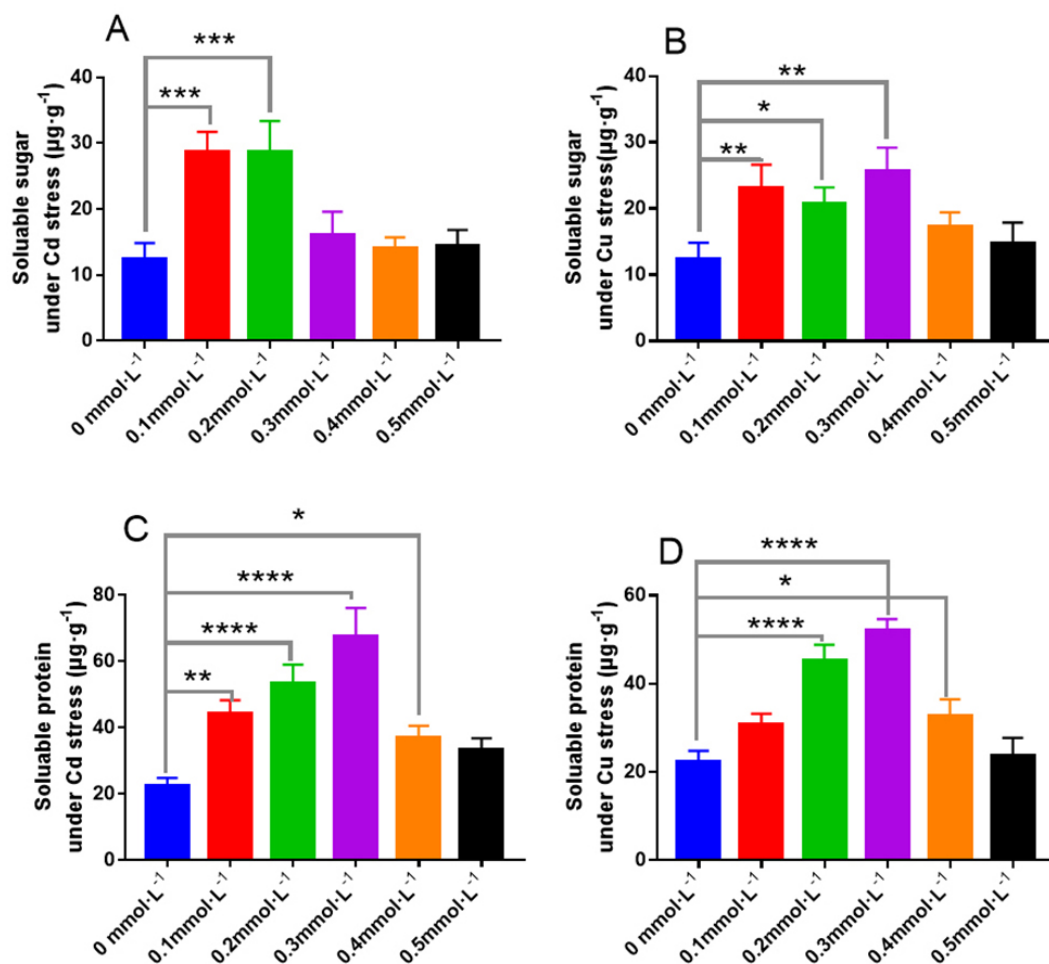 A
***
***
40
30
20
10
0
Soluable sugar
under Cd stress (µg·g⁻¹)
0 mmol·L⁻¹
0.1mmol·L⁻¹
0.2mmol·L⁻¹
0.3mmol·L⁻¹
0.4mmol·L⁻¹
0.5mmol·L⁻¹
B
**
*
**
40
30
20
10
0
Soluable sugar
under Cu stress(µg·g⁻¹)
0 mmol·L⁻¹
0.1mmol·L⁻¹
0.2mmol·L⁻¹
0.3mmol·L⁻¹
0.4mmol·L⁻¹
0.5mmol·L⁻¹
C
*
****
****
**
80
60
40
20
0
Soluable protein
under Cd stress (µg·g⁻¹)
0 mmol·L⁻¹
0.1mmol·L⁻¹
0.2mmol·L⁻¹
0.3mmol·L⁻¹
0.4mmol·L⁻¹
0.5mmol·L⁻¹
D
****
*
****
60
40
20
0
Soluable protein
under Cu stress (µg·g⁻¹)
0 mmol·L⁻¹
0.1mmol·L⁻¹
0.2mmol·L⁻¹
0.3mmol·L⁻¹
0.4mmol·L⁻¹
0.5mmol·L⁻¹